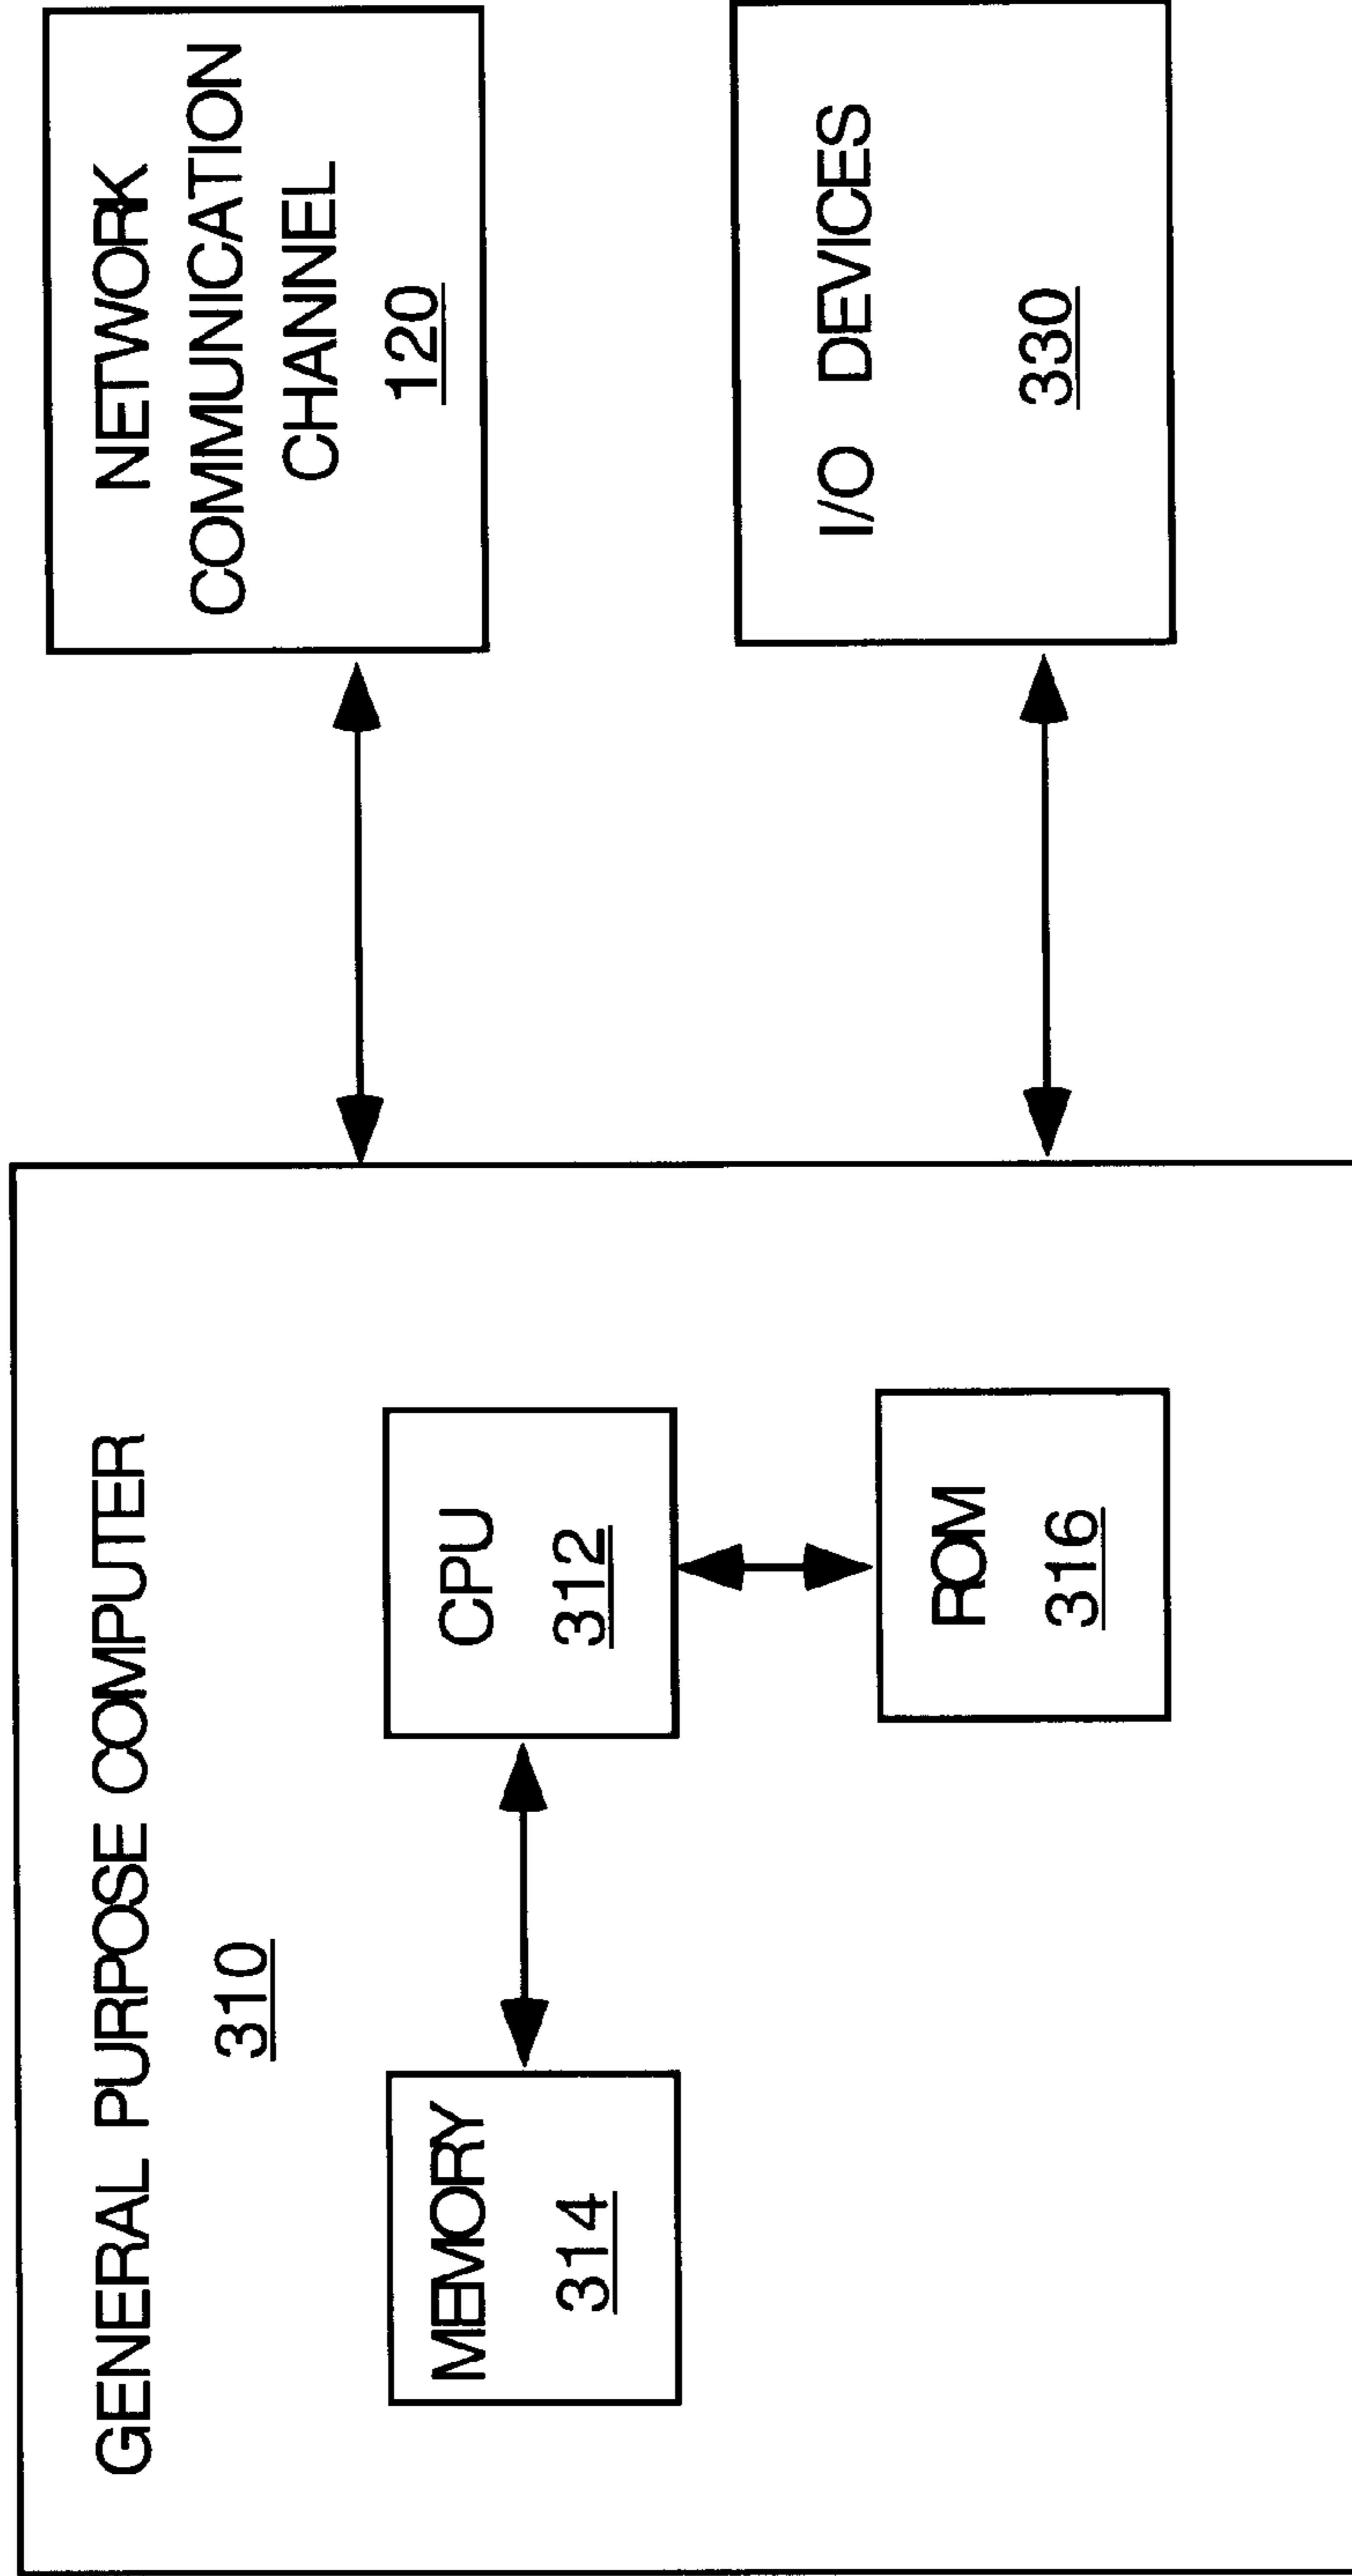 GENERAL PURPOSE COMPUTER
310
MEMORY
314
CPU
312
ROM
316
NETWORK
COMMUNICATION
CHANNEL
120
I/O DEVICES
330